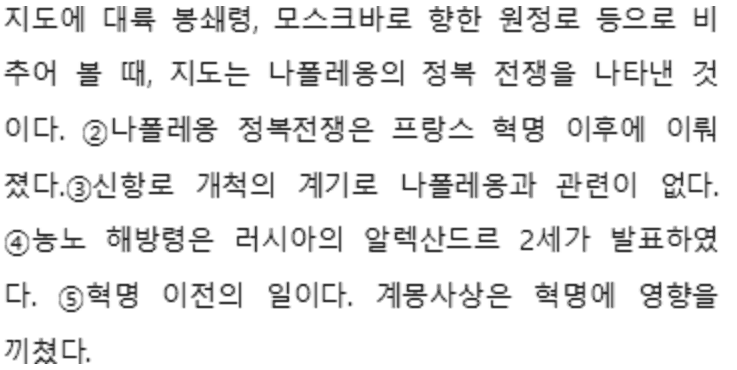 지도에 대륙 봉쇄령, 모스크바로 향한 원정로 등으로 비
추어 볼 때, 지도는 나폴레옹의 정복 전쟁을 나타낸 것
이다. ②나폴레옹 정복전쟁은 프랑스 혁명 이후에 이뤄
졌다.③신항로 개척의 계기로 나폴레옹과 관련이 없다.
④농노 해방령은 러시아의 알렉산드르 2세가 발표하였
다. ⑤혁명 이전의 일이다. 계몽사상은 혁명에 영향을
끼쳤다.